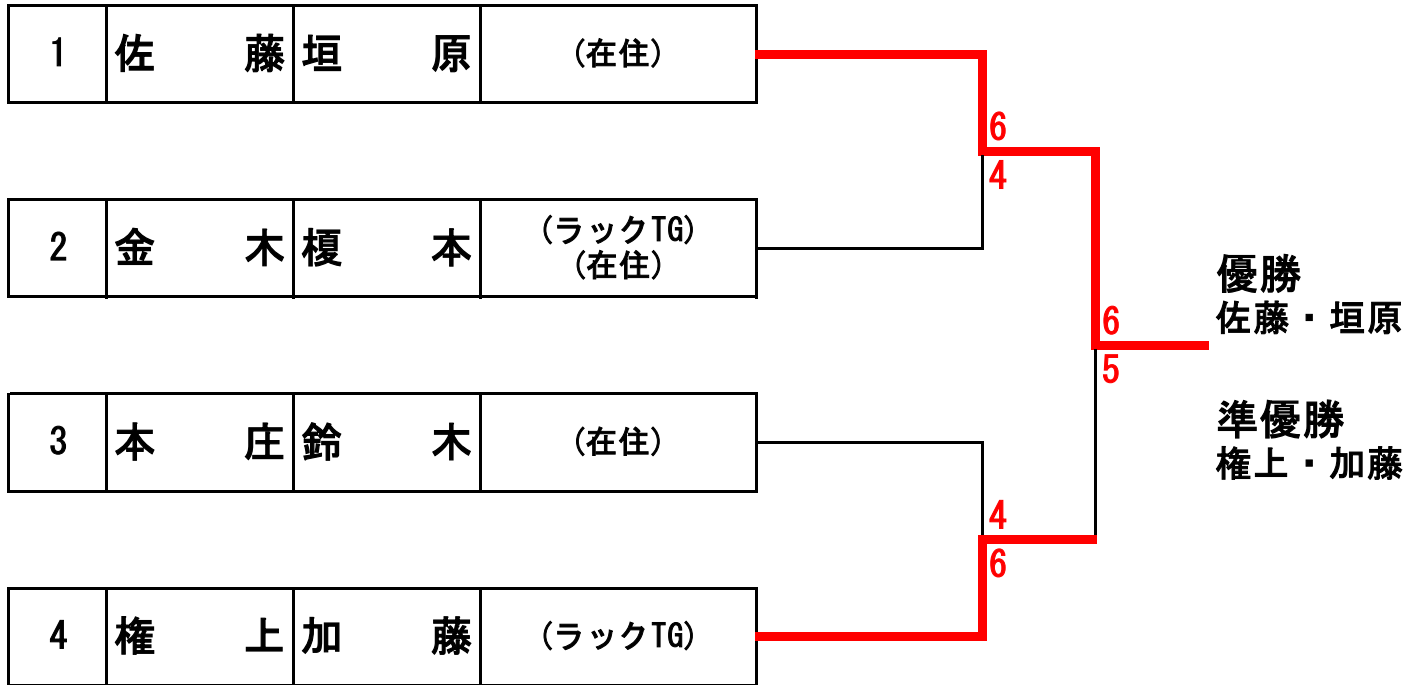 1 佐藤 垣原 (在住)
6
4
2 金木 榎本 (ラックTG)
(在住)
優勝
佐藤・垣原
6
5
準優勝
権上・加藤
3 本庄 鈴木 (在住)
4
6
4 権上 加藤 (ラックTG)